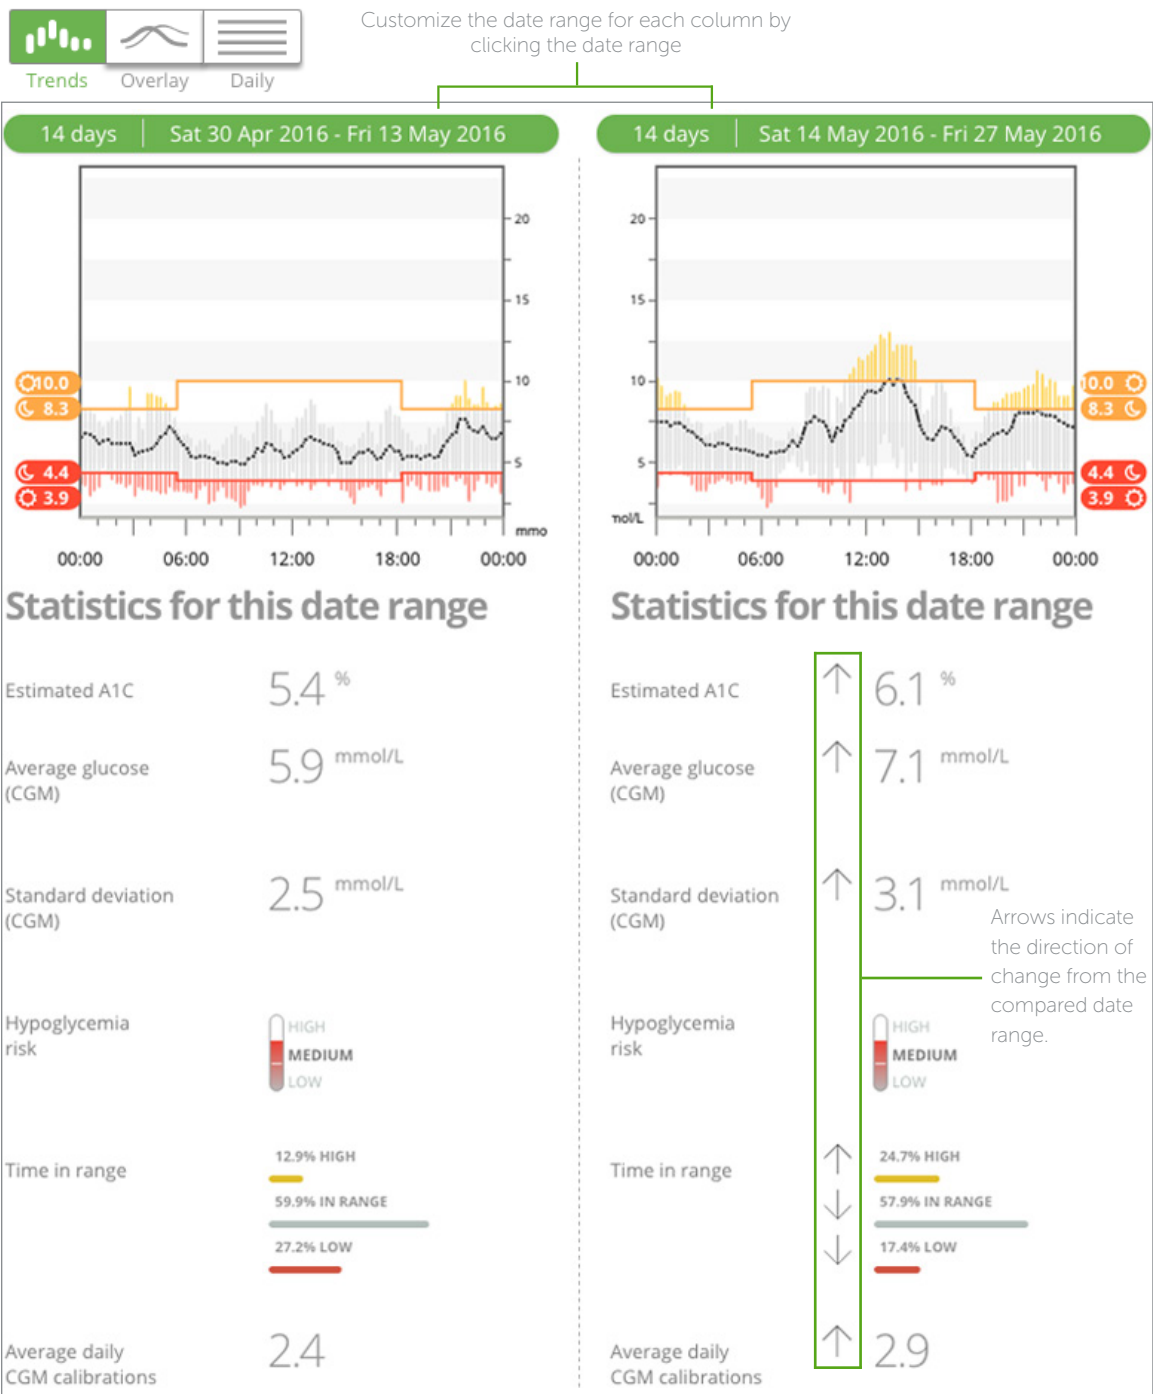 Customize the date range for each column by
clicking the date range
Trends
Overlay
Daily
14 days
Sat 30 Apr 2016 - Fri 13 May 2016
20
15
10
5
mmo
10.0
8.3
4.4
3.9
00:00
06:00
12:00
18:00
00:00
Statistics for this date range
Estimated A1C
5.4 %
Average glucose
(CGM)
5.9 mmol/L
Standard deviation
(CGM)
2.5 mmol/L
Hypoglycemia
risk
HIGH
MEDIUM
LOW
Time in range
12.9% HIGH
59.9% IN RANGE
27.2% LOW
Average daily
CGM calibrations
2.4
14 days
Sat 14 May 2016 - Fri 27 May 2016
20
15
10
5
mol/L
10.0
8.3
4.4
3.9
00:00
06:00
12:00
18:00
00:00
Statistics for this date range
Estimated A1C
↑ 6.1 %
Average glucose
(CGM)
↑ 7.1 mmol/L
Standard deviation
(CGM)
↑ 3.1 mmol/L
Arrows indicate
the direction of
change from the
compared date
range.
Hypoglycemia
risk
HIGH
MEDIUM
LOW
Time in range
↑ 24.7% HIGH
↓ 57.9% IN RANGE
↓ 17.4% LOW
Average daily
CGM calibrations
↑ 2.9